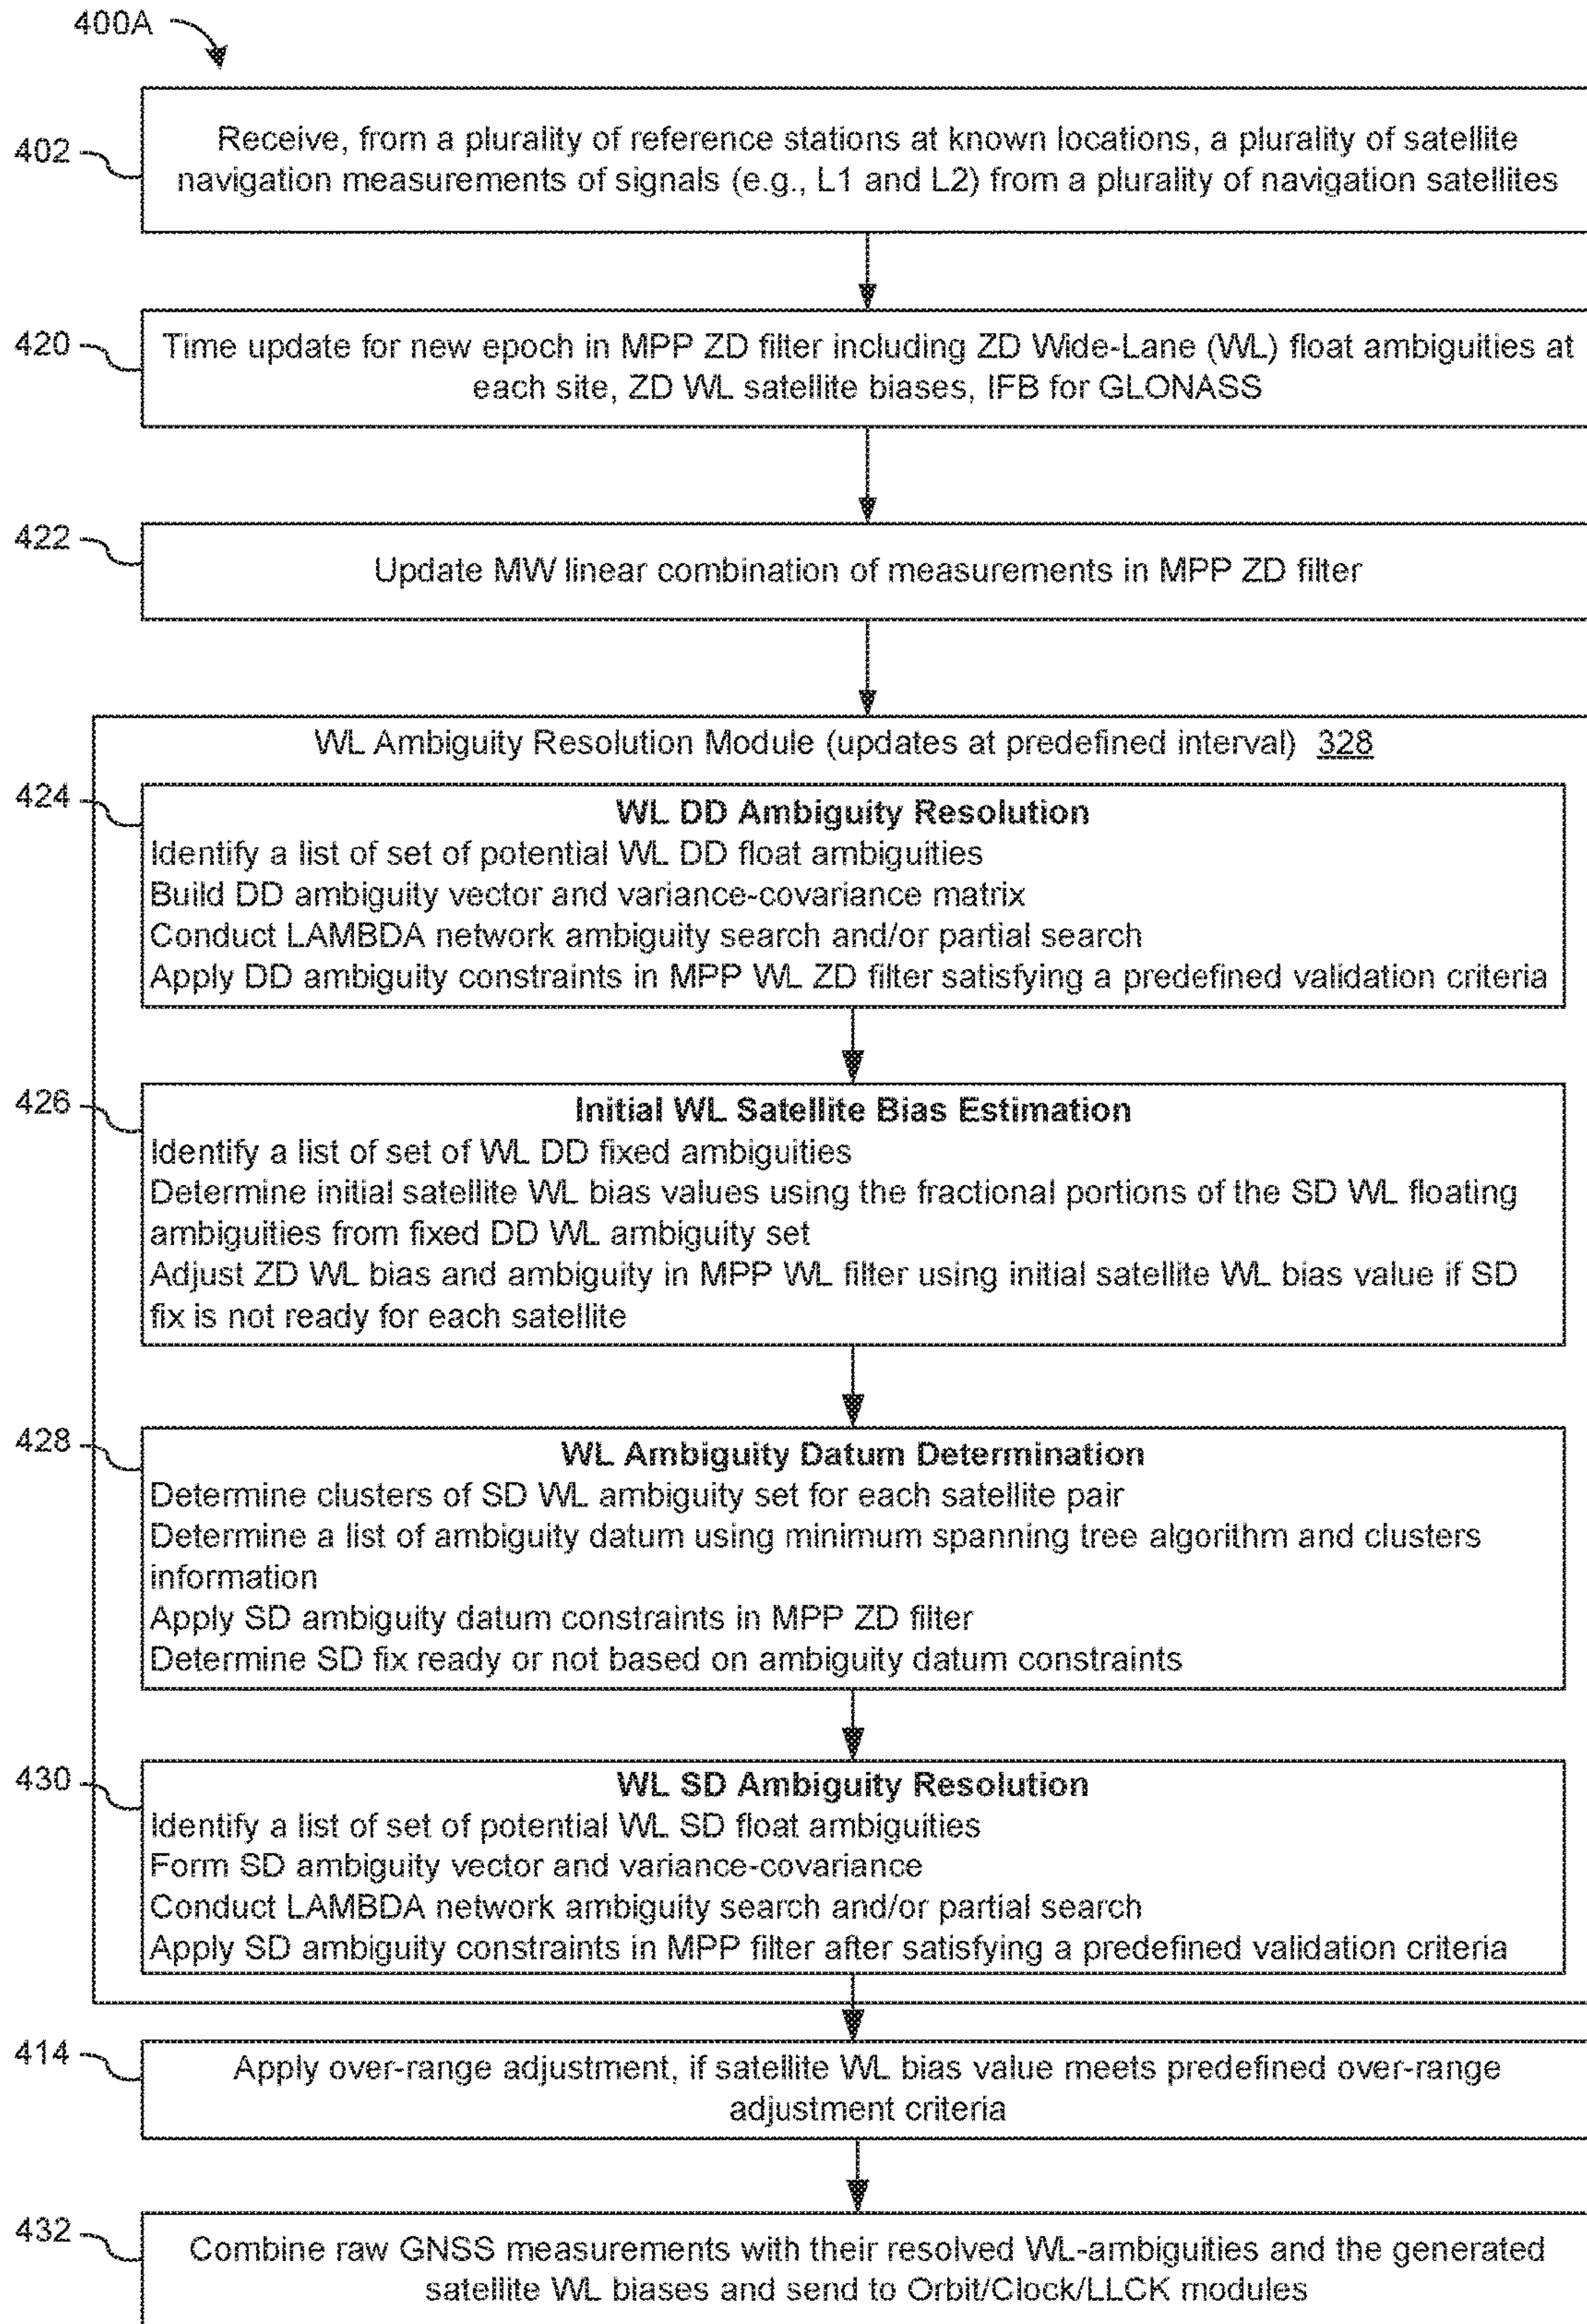 400A
402
Receive, from a plurality of reference stations at known locations, a plurality of satellite
navigation measurements of signals (e.g., L1 and L2) from a plurality of navigation satellites
420
Time update for new epoch in MPP ZD filter including ZD Wide-Lane (WL) float ambiguities at
each site, ZD WL satellite biases, IFB for GLONASS
422
Update MW linear combination of measurements in MPP ZD filter
WL Ambiguity Resolution Module (updates at predefined interval) 328
424
WL DD Ambiguity Resolution
Identify a list of set of potential WL DD float ambiguities
Build DD ambiguity vector and variance-covariance matrix
Conduct LAMBDA network ambiguity search and/or partial search
Apply DD ambiguity constraints in MPP WL ZD filter satisfying a predefined validation criteria
426
Initial WL Satellite Bias Estimation
Identify a list of set of WL DD fixed ambiguities
Determine initial satellite WL bias values using the fractional portions of the SD WL floating
ambiguities from fixed DD WL ambiguity set
Adjust ZD WL bias and ambiguity in MPP WL filter using initial satellite WL bias value if SD
fix is not ready for each satellite
428
WL Ambiguity Datum Determination
Determine clusters of SD WL ambiguity set for each satellite pair
Determine a list of ambiguity datum using minimum spanning tree algorithm and clusters
information
Apply SD ambiguity datum constraints in MPP ZD filter
Determine SD fix ready or not based on ambiguity datum constraints
430
WL SD Ambiguity Resolution
Identify a list of set of potential WL SD float ambiguities
Form SD ambiguity vector and variance-covariance
Conduct LAMBDA network ambiguity search and/or partial search
Apply SD ambiguity constraints in MPP filter after satisfying a predefined validation criteria
414
Apply over-range adjustment, if satellite WL bias value meets predefined over-range
adjustment criteria
432
Combine raw GNSS measurements with their resolved WL-ambiguities and the generated
satellite WL biases and send to Orbit/Clock/LLCK modules